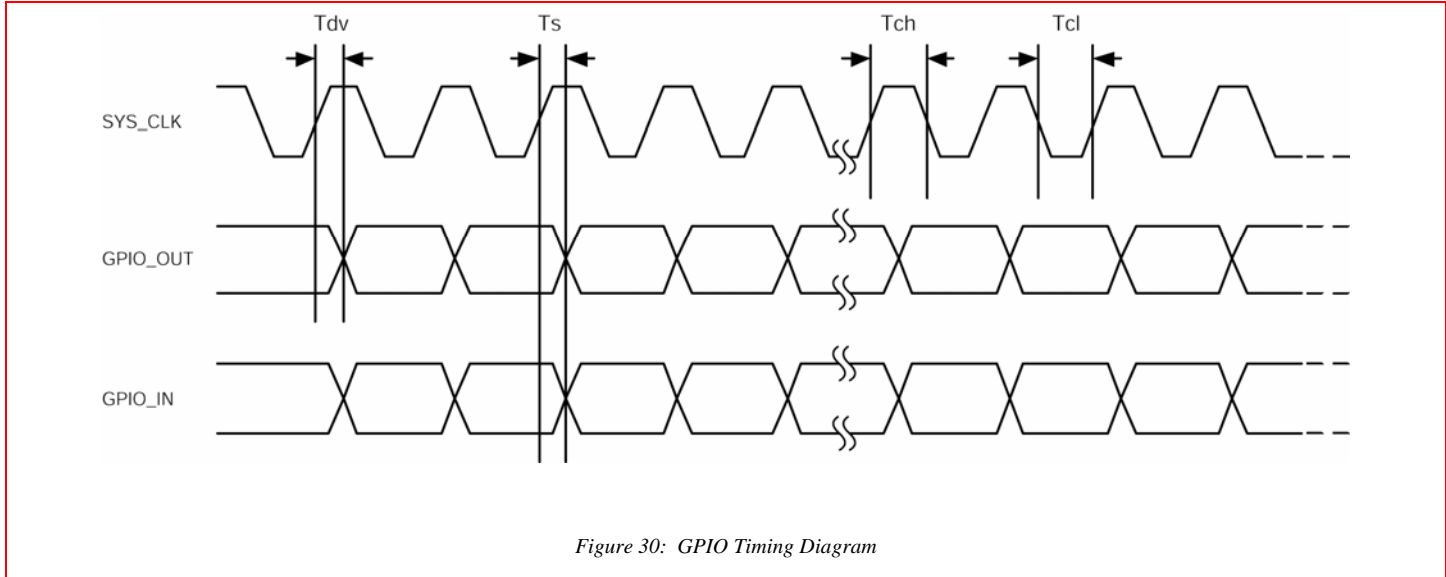 Tdv Ts Tch Tcl
SYS_CLK
GPIO_OUT
GPIO_IN
Figure 30: GPIO Timing Diagram